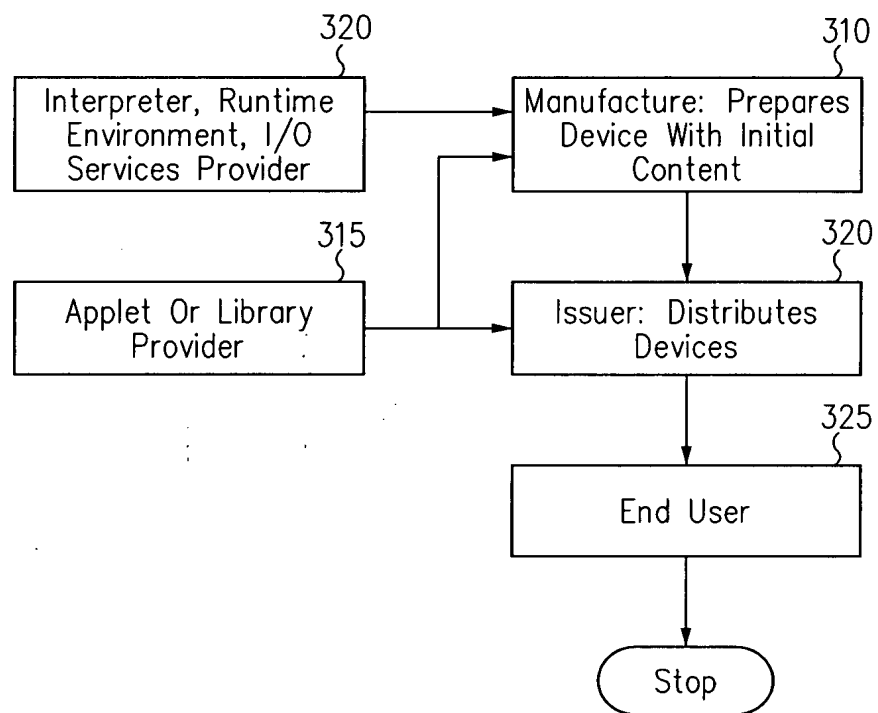 320
Interpreter, Runtime
Environment, I/O
Services Provider
310
Manufacture: Prepares
Device With Initial
Content
315
Applet Or Library
Provider
320
Issuer: Distributes
Devices
325
End User
Stop